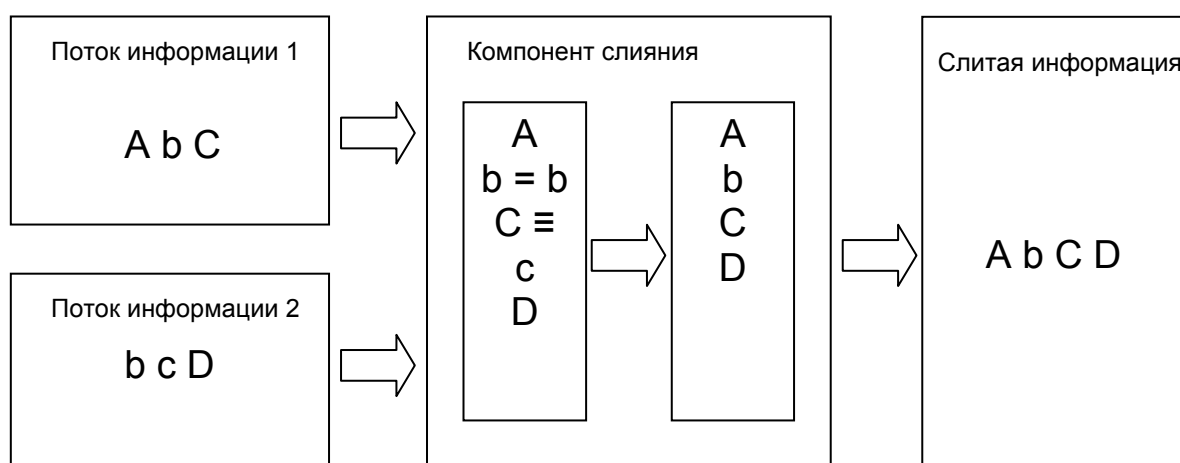 Поток информации 1
A b C
Поток информации 2
b c D
Компонент слияния
A
b = b
C ≡
c
D
A
b
C
D
Слитая информация
A b C D